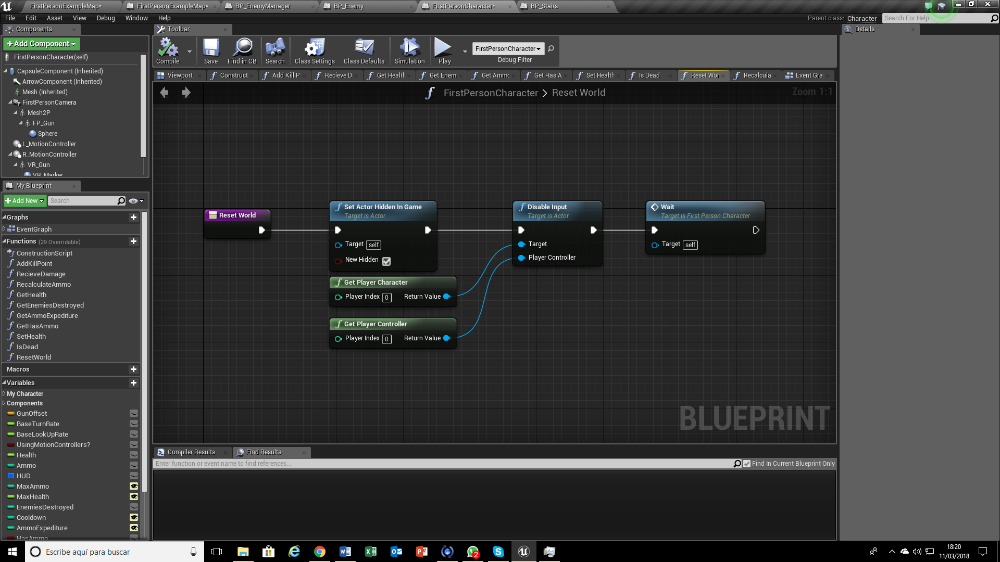 FirstPersonExampleMap*
FirstPersonExampleMap*
BP_EnemyManager
BP_Enemy
FirstPersonCharacter*
BP_Stairs
File Edit Asset View Debug Window Help
Parent class: Character
Search For Help
Components
Toolbar
Details
Add Component
Compile
Save
Find in CB
Search
Class Settings
Class Defaults
Simulation
Play
FirstPersonCharacter
Debug Filter
FirstPersonCharacter(self)
CapsuleComponent (Inherited)
ArrowComponent (Inherited)
Mesh (Inherited)
FirstPersonCamera
Mesh2P
FP_Gun
Sphere
L_MotionController
R_MotionController
VR_Gun
VR_Marker
Viewport
Construct
Add Kill P
Recieve D
Get Health
Get Enem
Get Ammo
Get Has A
Set Health
Is Dead
Reset Wor
Recalcula
Event Gra
FirstPersonCharacter > Reset World
Zoom 1:1
My Blueprint
Add New
Search
Graphs
EventGraph
Functions (29 Overridable)
ConstructionScript
AddKillPoint
RecieveDamage
RecalculateAmmo
GetHealth
GetEnemiesDestroyed
GetAmmoExpediture
GetHasAmmo
SetHealth
IsDead
ResetWorld
Macros
Variables
My Character
Components
GunOffset
BaseTurnRate
BaseLookUpRate
UsingMotionControllers?
Health
Ammo
HUD
MaxAmmo
MaxHealth
EnemiesDestroyed
Cooldown
AmmoExpediture
HasAmmo
Reset World
Set Actor Hidden In Game
Target is Actor
Target self
New Hidden
Get Player Character
Player Index 0 Return Value
Get Player Controller
Player Index 0 Return Value
Disable Input
Target is Actor
Target
Player Controller
Wait
Target is First Person Character
Target self
BLUEPRINT
Compiler Results
Find Results
Enter function or event name to find references...
Find In Current Blueprint Only
Escribe aquí para buscar
2
18:20
11/03/2018